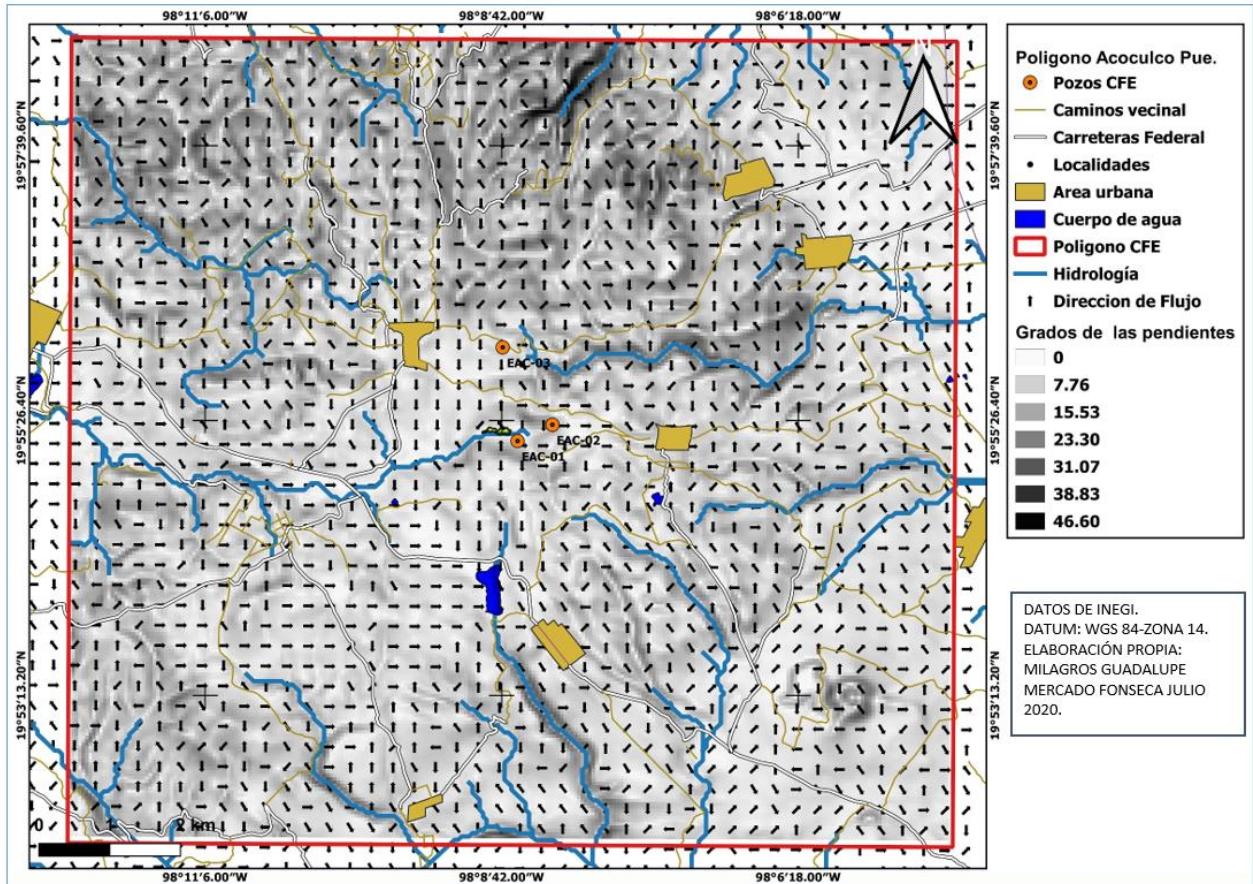 98°11'6.00"W 98°8'42.00"W 98°6'18.00"W
19°57'39.60"N
19°55'26.40"N
19°53'13.20"N
N
EAC-03
EAC-02
EAC-01
0 1 2 km
98°11'6.00"W 98°8'42.00"W 98°6'18.00"W
19°57'39.60"N
19°55'26.40"N
19°53'13.20"N
Poligono Acoculco Pue.
Pozos CFE
Caminos vecinal
Carreteras Federal
Localidades
Area urbana
Cuerpo de agua
Poligono CFE
Hidrología
Direccion de Flujo
Grados de las pendientes
0
7.76
15.53
23.30
31.07
38.83
46.60
DATOS DE INEGI.
DATUM: WGS 84-ZONA 14.
ELABORACIÓN PROPIA:
MILAGROS GUADALUPE
MERCADO FONSECA JULIO
2020.